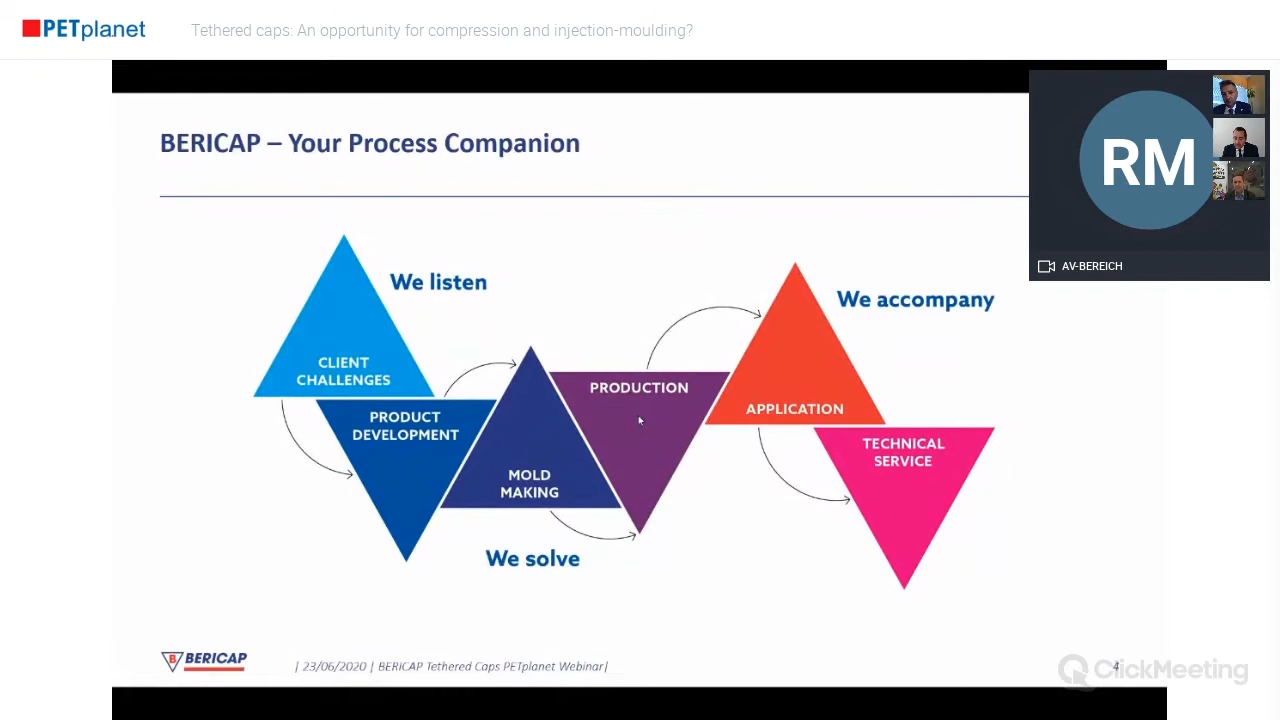 PETplanet
Tethered caps: An opportunity for compression and injection-moulding?
BERICAP – Your Process Companion
RM
AV-BEREICH
We listen
We accompany
CLIENT
CHALLENGES
PRODUCT
DEVELOPMENT
MOLD
MAKING
PRODUCTION
APPLICATION
TECHNICAL
SERVICE
We solve
B BERICAP
| 23/06/2020 | BERICAP Tethered Caps PETplanet Webinar|
4
ClickMeeting